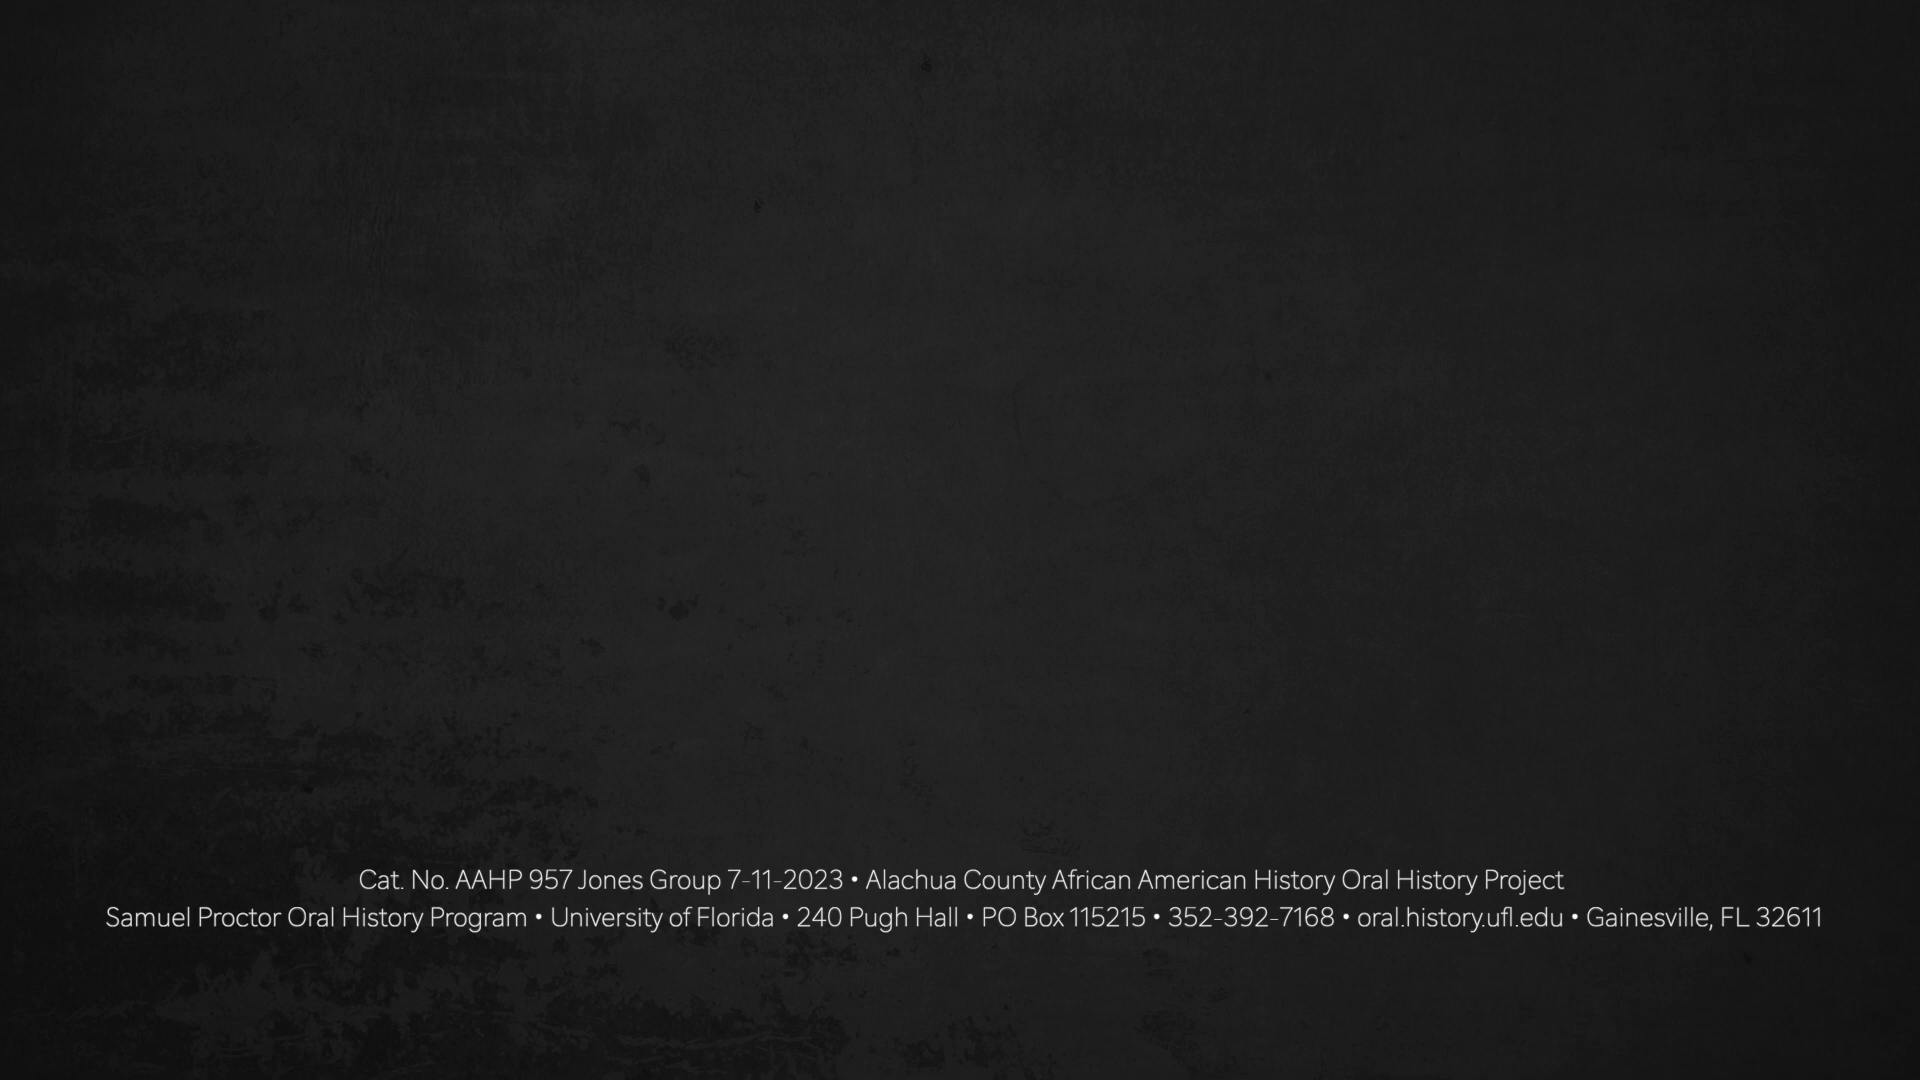 Cat. No. AAHP 957 Jones Group 7-11-2023 • Alachua County African American History Oral History Project
Samuel Proctor Oral History Program • University of Florida • 240 Pugh Hall • PO Box 115215 • 352-392-7168 • oral.history.ufl.edu • Gainesville, FL 32611